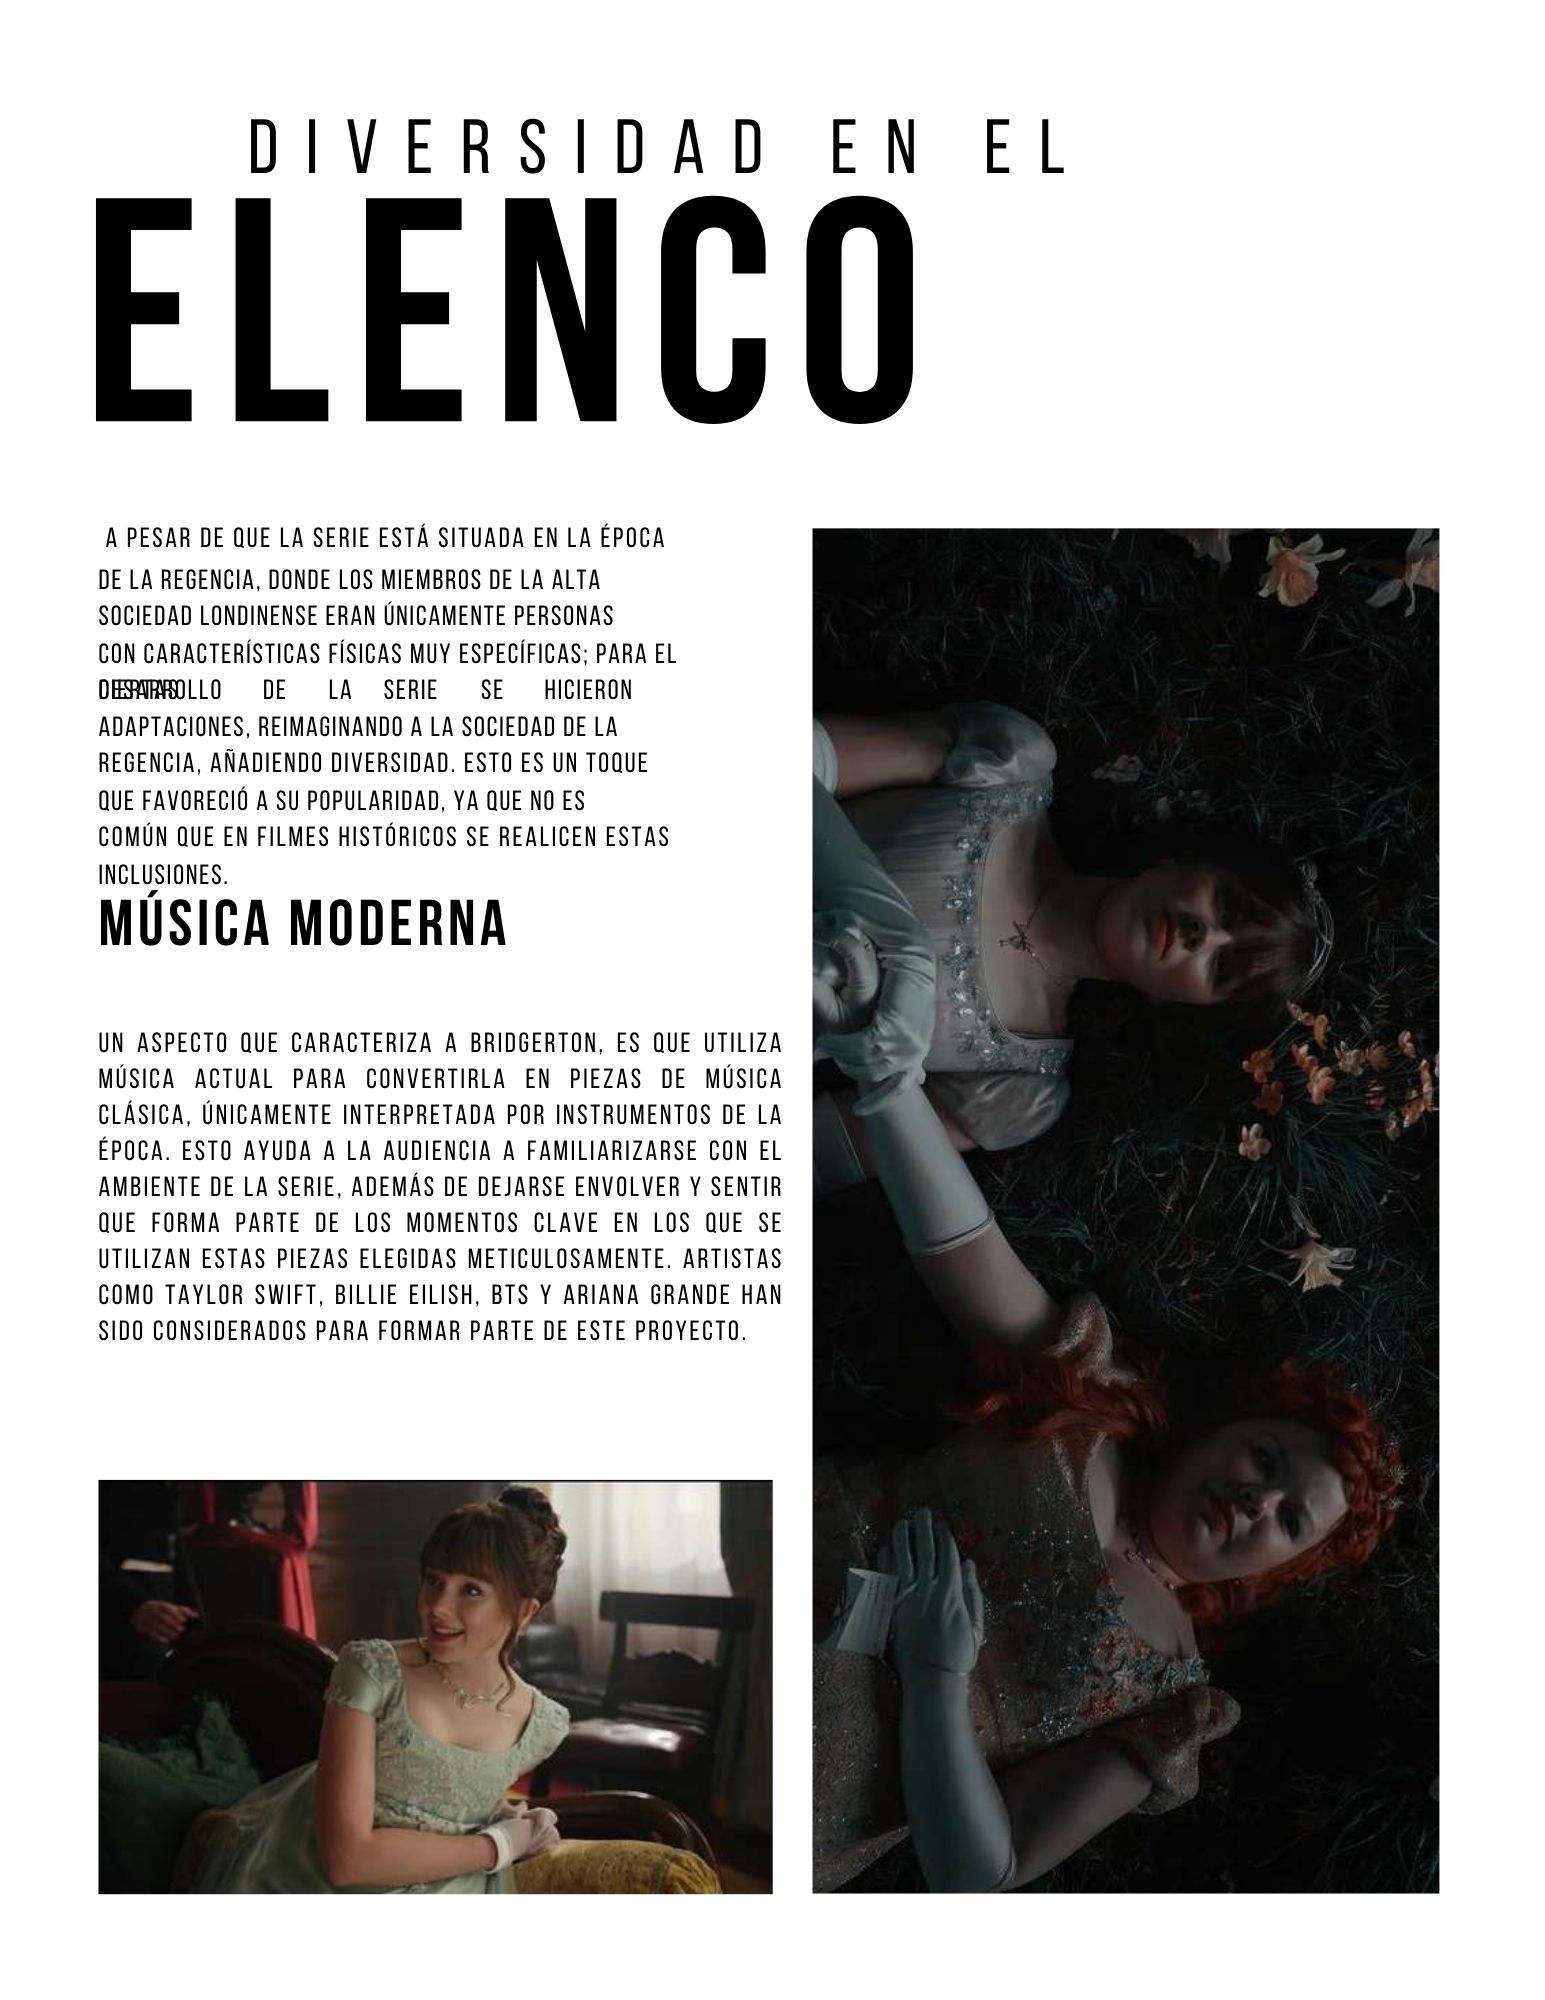 DIVERSIDAD EN EL
ELENCO
A PESAR DE QUE LA SERIE ESTÁ SITUADA EN LA ÉPOCA
DE LA REGENCIA, DONDE LOS MIEMBROS DE LA ALTA
SOCIEDAD LONDINENSE ERAN ÚNICAMENTE PERSONAS
CON CARACTERÍSTICAS FÍSICAS MUY ESPECÍFICAS; PARA EL
DESARROLLO DE LA SERIE SE HICIERON
ADAPTACIONES, REIMAGINANDO A LA SOCIEDAD DE LA
REGENCIA, AÑADIENDO DIVERSIDAD. ESTO ES UN TOQUE
QUE FAVORECIÓ A SU POPULARIDAD, YA QUE NO ES
COMÚN QUE EN FILMES HISTÓRICOS SE REALICEN ESTAS
INCLUSIONES.
MÚSICA MODERNA
UN ASPECTO QUE CARACTERIZA A BRIDGERTON, ES QUE UTILIZA
MÚSICA ACTUAL PARA CONVERTIRLA EN PIEZAS DE MÚSICA
CLÁSICA, ÚNICAMENTE INTERPRETADA POR INSTRUMENTOS DE LA
ÉPOCA. ESTO AYUDA A LA AUDIENCIA A FAMILIARIZARSE CON EL
AMBIENTE DE LA SERIE, ADEMÁS DE DEJARSE ENVOLVER Y SENTIR
QUE FORMA PARTE DE LOS MOMENTOS CLAVE EN LOS QUE SE
UTILIZAN ESTAS PIEZAS ELEGIDAS METICULOSAMENTE. ARTISTAS
COMO TAYLOR SWIFT, BILLIE EILISH, BTS Y ARIANA GRANDE HAN
SIDO CONSIDERADOS PARA FORMAR PARTE DE ESTE PROYECTO.